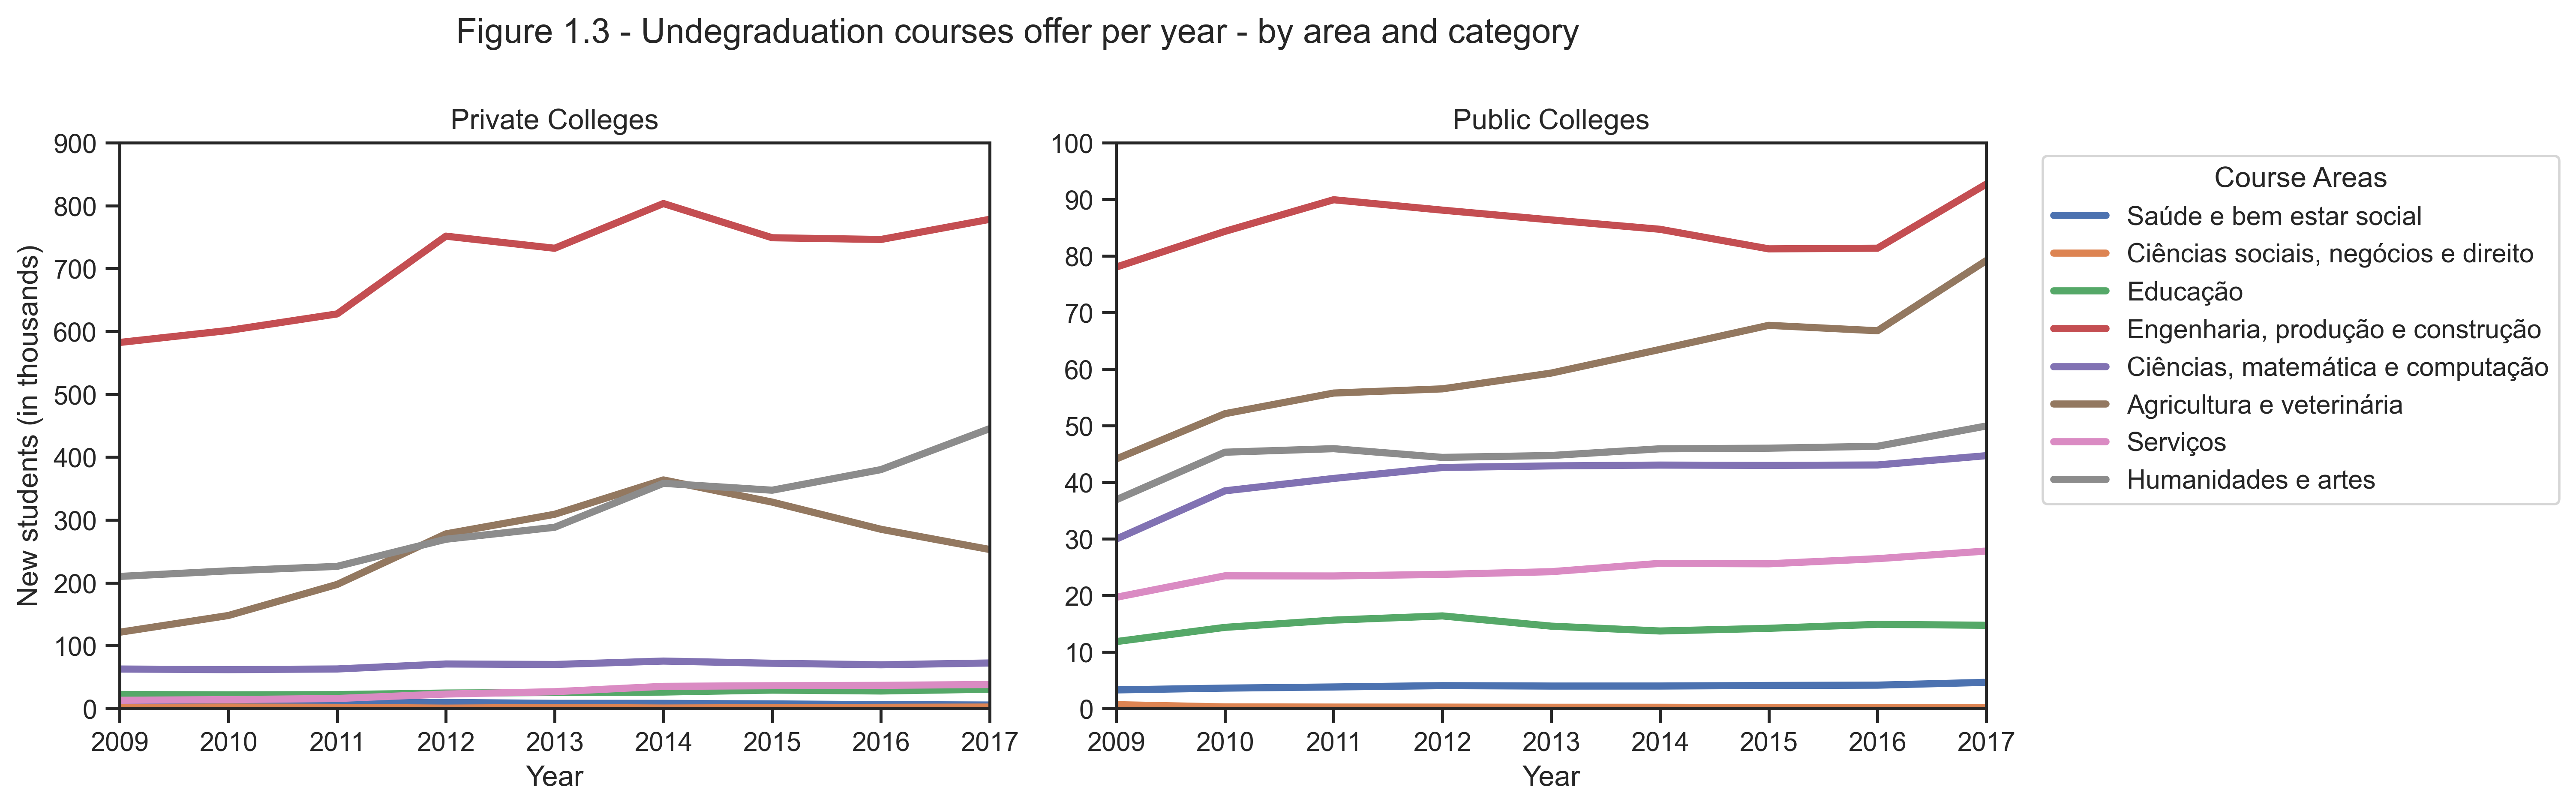 Figure 1.3 - Undegraduation courses offer per year - by area and category
Private Colleges
900
800
700
600
500
400
300
200
100
0
New students (in thousands)
2009 2010 2011 2012 2013 2014 2015 2016 2017
Year
Public Colleges
100
90
80
70
60
50
40
30
20
10
0
2009 2010 2011 2012 2013 2014 2015 2016 2017
Year
Course Areas
Saúde e bem estar social
Ciências sociais, negócios e direito
Educação
Engenharia, produção e construção
Ciências, matemática e computação
Agricultura e veterinária
Serviços
Humanidades e artes